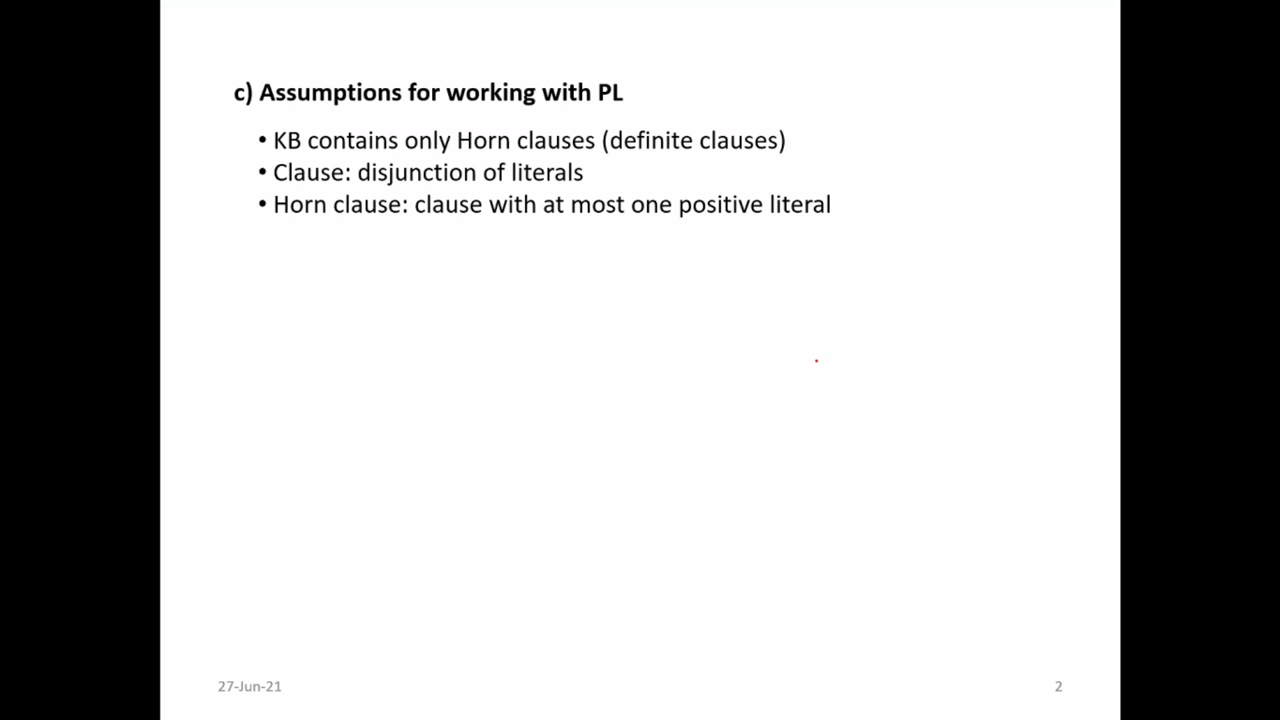 c) Assumptions for working with PL
• KB contains only Horn clauses (definite clauses)
• Clause: disjunction of literals
• Horn clause: clause with at most one positive literal
27-Jun-21
2